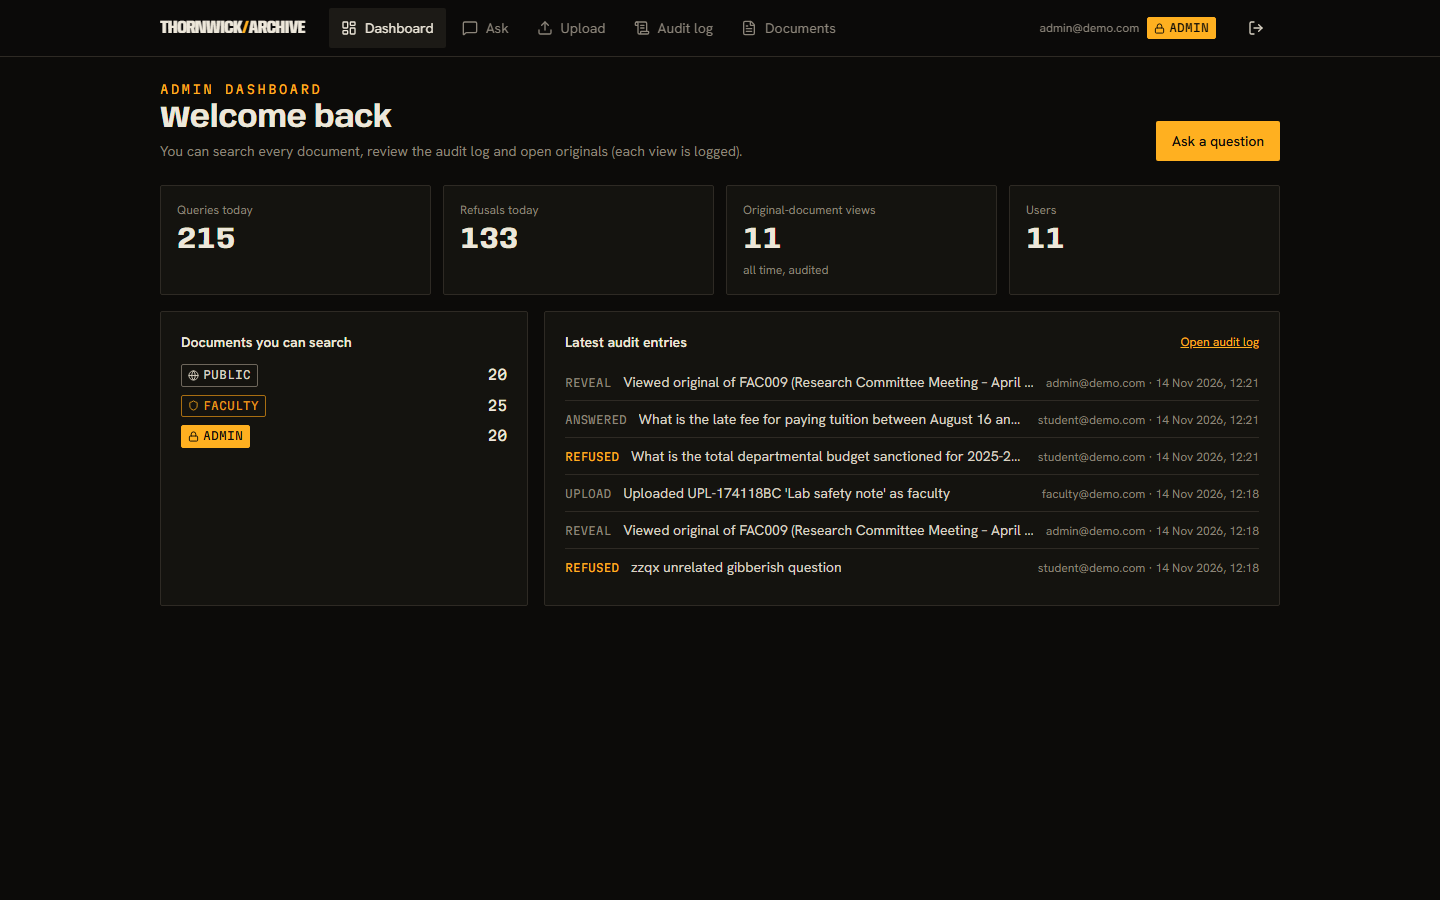 THORNWICK/ARCHIVE Dashboard Ask Upload Audit log Documents admin@demo.com ADMIN
ADMIN DASHBOARD
Welcome back
You can search every document, review the audit log and open originals (each view is logged).
Ask a question
Queries today
215
Refusals today
133
Original-document views
11
all time, audited
Users
11
Documents you can search
PUBLIC 20
FACULTY 25
ADMIN 20
Latest audit entries Open audit log
REVEAL Viewed original of FAC009 (Research Committee Meeting – April ... admin@demo.com · 14 Nov 2026, 12:21
ANSWERED What is the late fee for paying tuition between August 16 an... student@demo.com · 14 Nov 2026, 12:21
REFUSED What is the total departmental budget sanctioned for 2025-2... student@demo.com · 14 Nov 2026, 12:21
UPLOAD Uploaded UPL-174118BC 'Lab safety note' as faculty faculty@demo.com · 14 Nov 2026, 12:18
REVEAL Viewed original of FAC009 (Research Committee Meeting – April ... admin@demo.com · 14 Nov 2026, 12:18
REFUSED zzqx unrelated gibberish question student@demo.com · 14 Nov 2026, 12:18